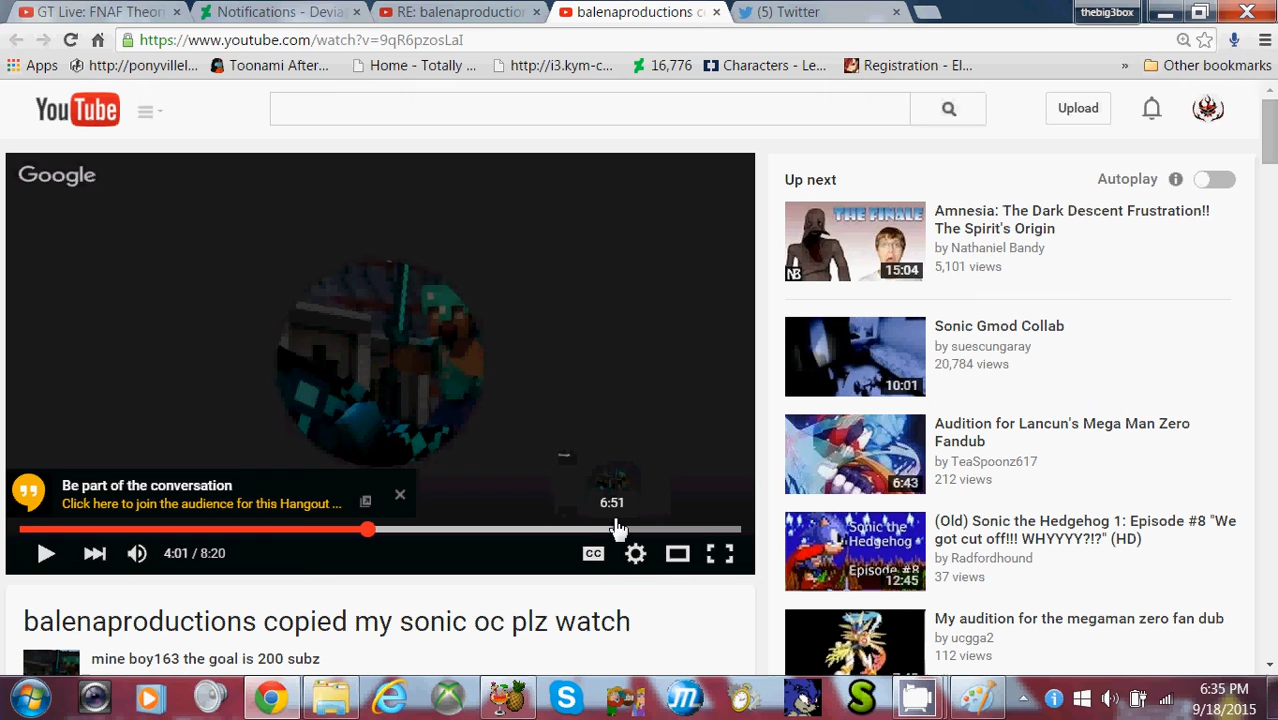 GT Live: FNAF Theor
Notifications - Devia
RE: balenaproduction
balenaproductions c
(5) Twitter
thebig3box
https://www.youtube.com/watch?v=9qR6pzosLaI
Apps
http://ponyvillel...
Toonami After...
Home - Totally ...
http://i3.kym-c...
16,776
Characters - Le...
Registration - El...
»
Other bookmarks
YouTube
Upload
Google
Be part of the conversation
Click here to join the audience for this Hangout ...
6:51
4:01 / 8:20
CC
balenaproductions copied my sonic oc plz watch
mine boy163 the goal is 200 subz
Up next
Autoplay
THE FINALE
NB
15:04
Amnesia: The Dark Descent Frustration!!
The Spirit's Origin
by Nathaniel Bandy
5,101 views
10:01
Sonic Gmod Collab
by suescungaray
20,784 views
6:43
Audition for Lancun's Mega Man Zero
Fandub
by TeaSpoonz617
212 views
Sonic the
Hedgehog
Episode #8
12:45
(Old) Sonic the Hedgehog 1: Episode #8 "We
got cut off!!! WHYYYY?!?" (HD)
by Radfordhound
37 views
My audition for the megaman zero fan dub
by ucgga2
112 views
6:35 PM
9/18/2015